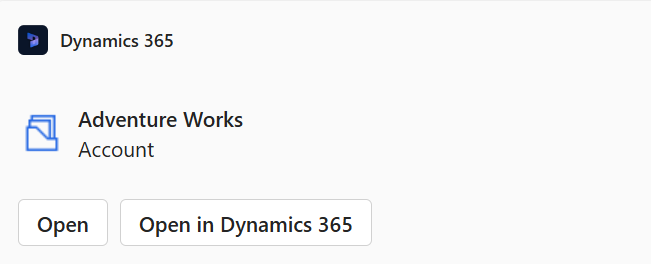 Dynamics 365
Adventure Works
Account
Open
Open in Dynamics 365